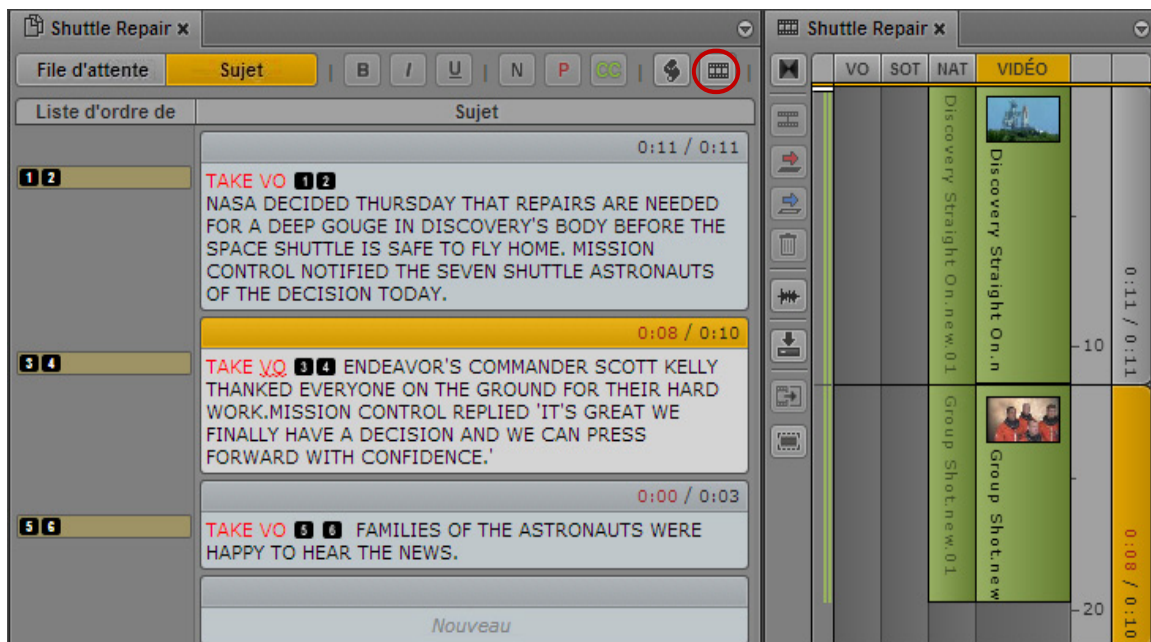 Shuttle Repair x
File d'attente
Sujet
B I U N P CC
Liste d'ordre de
Sujet
0:11 / 0:11
1 2
TAKE VO 1 2
NASA DECIDED THURSDAY THAT REPAIRS ARE NEEDED
FOR A DEEP GOUGE IN DISCOVERY'S BODY BEFORE THE
SPACE SHUTTLE IS SAFE TO FLY HOME. MISSION
CONTROL NOTIFIED THE SEVEN SHUTTLE ASTRONAUTS
OF THE DECISION TODAY.
0:08 / 0:10
3 4
TAKE VO 3 4 ENDEAVOR'S COMMANDER SCOTT KELLY
THANKED EVERYONE ON THE GROUND FOR THEIR HARD
WORK.MISSION CONTROL REPLIED 'IT'S GREAT WE
FINALLY HAVE A DECISION AND WE CAN PRESS
FORWARD WITH CONFIDENCE.'
0:00 / 0:03
5 6
TAKE VO 5 6 FAMILIES OF THE ASTRONAUTS WERE
HAPPY TO HEAR THE NEWS.
Nouveau
Shuttle Repair x
VO SOT NAT VIDÉO
Discovery Straight On.new.01
Discovery Straight On.n
10
0:11 / 0:11
Group Shot.new.01
Group Shot.new
20
0:08 / 0:10